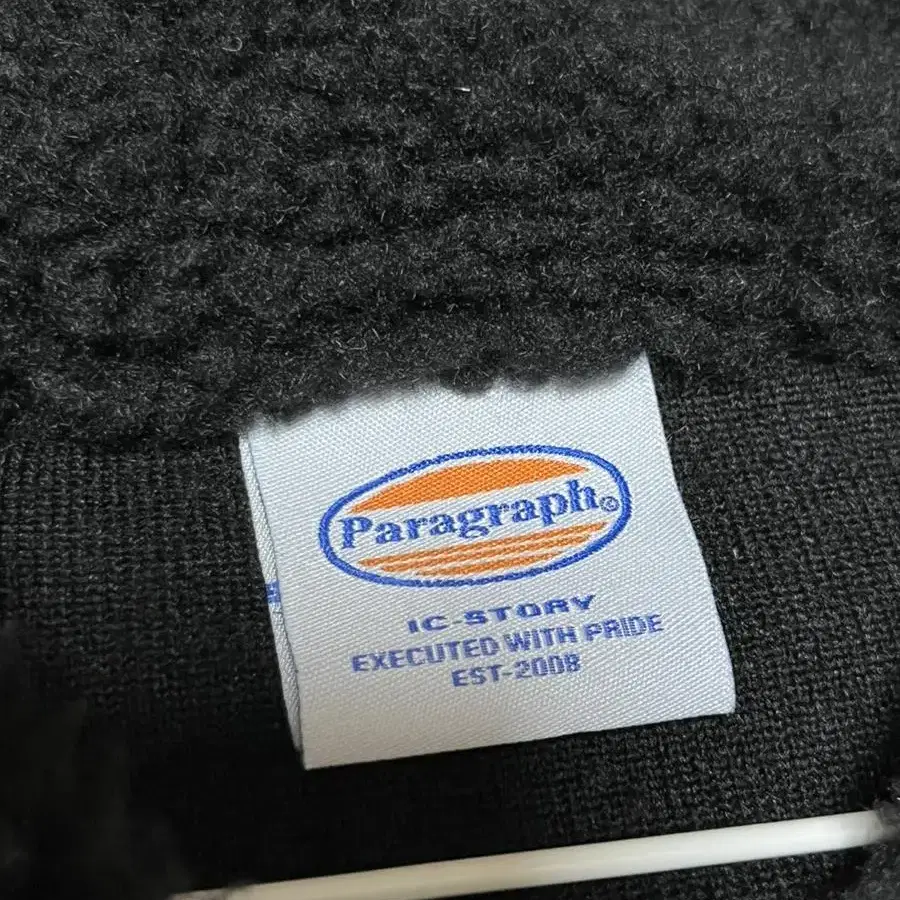 Paragraph®
IC-STORY
EXECUTED WITH PRIDE
EST-2008